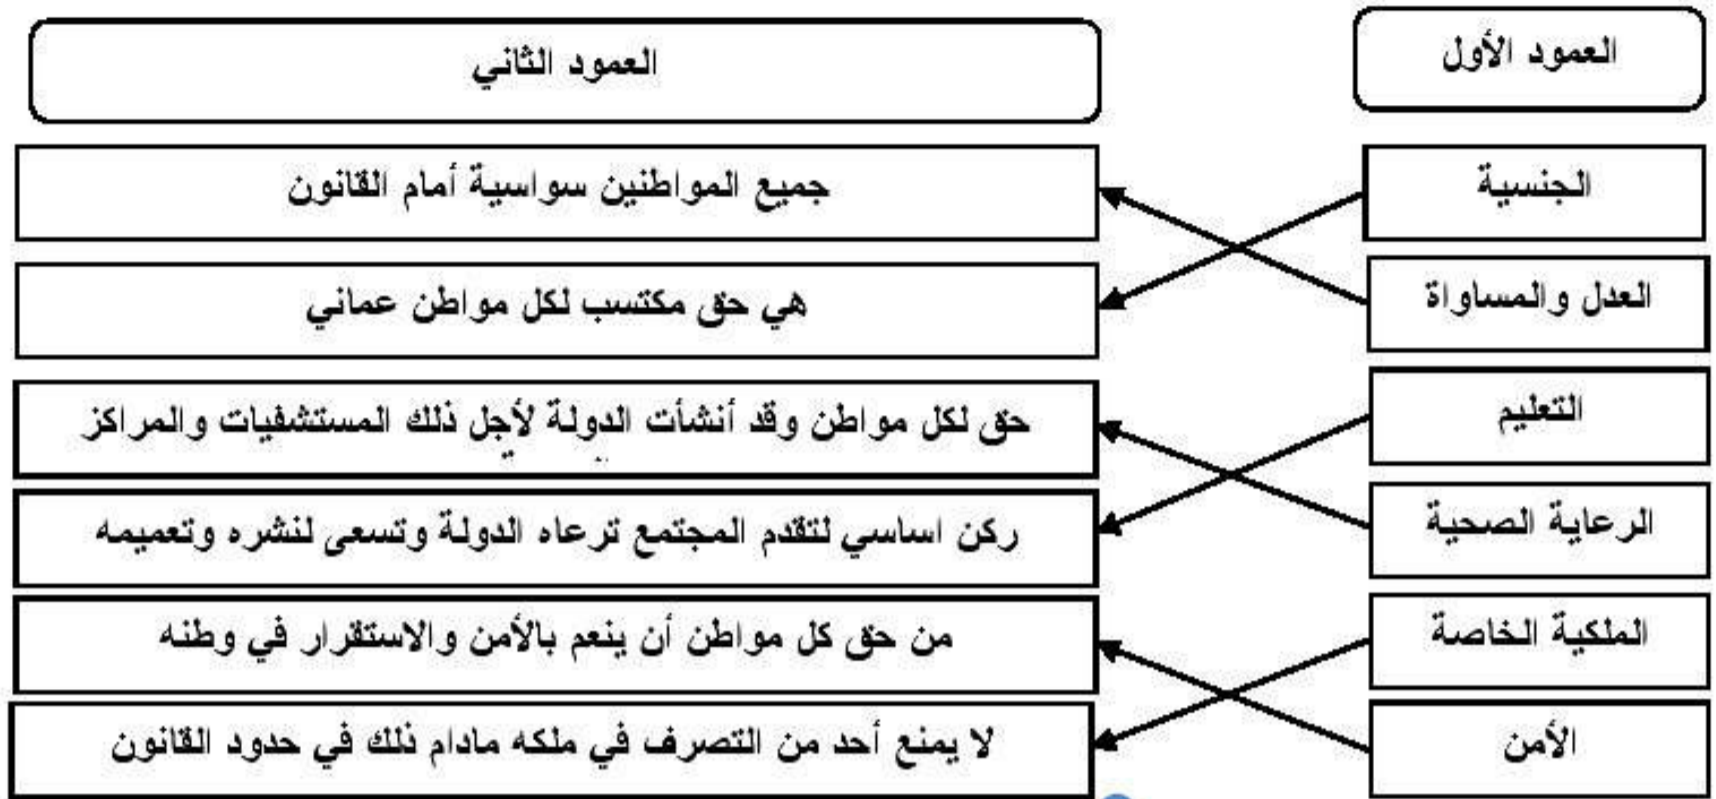 العمود الأول
العمود الثاني
الجنسية
جميع المواطنين سواسية أمام القانون
العدل والمساواة
هي حق مكتسب لكل مواطن عماني
التعليم
حق لكل مواطن وقد أنشأت الدولة لأجل ذلك المستشفيات والمراكز
الرعاية الصحية
ركن اساسي لتقدم المجتمع ترعاه الدولة وتسعى لنشره وتعميمه
الملكية الخاصة
من حق كل مواطن أن ينعم بالأمن والاستقرار في وطنه
الأمن
لا يمنع أحد من التصرف في ملكه مادام ذلك في حدود القانون